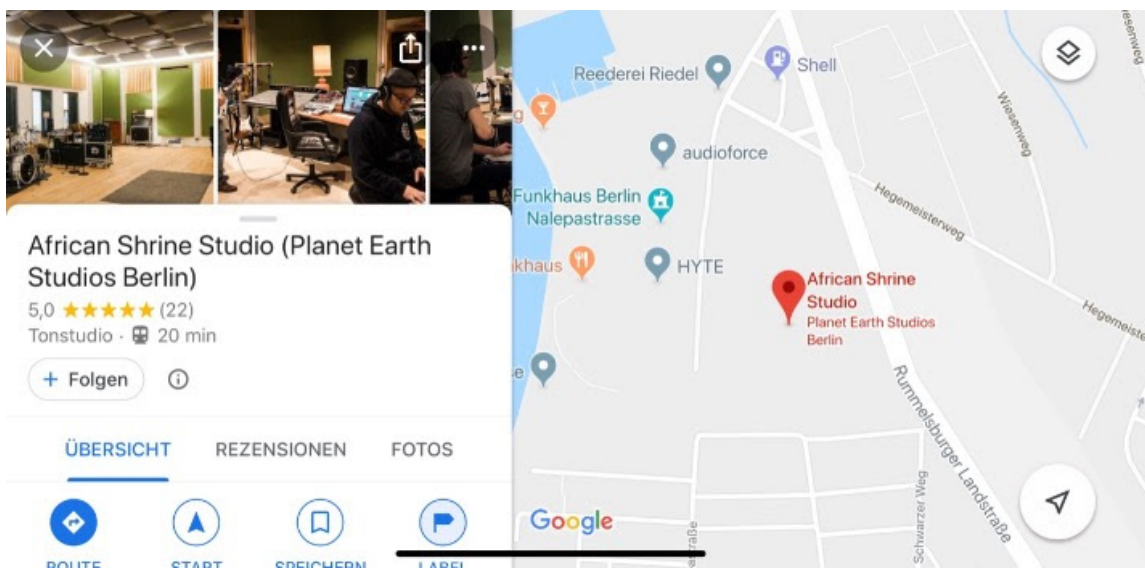 African Shrine Studio (Planet Earth
Studios Berlin)
5,0 ★★★★★ (22)
Tonstudio · 20 min
+ Folgen
ÜBERSICHT REZENSIONEN FOTOS
ROUTE START SPEICHERN LABEL
Reederei Riedel
Shell
audioforce
Funkhaus Berlin
Nalepastrasse
HYTE
African Shrine
Studio
Planet Earth Studios
Berlin
Wiesenweg
Hegemeisterweg
Rummelsburger Landstraße
Schwarzer Weg
Google